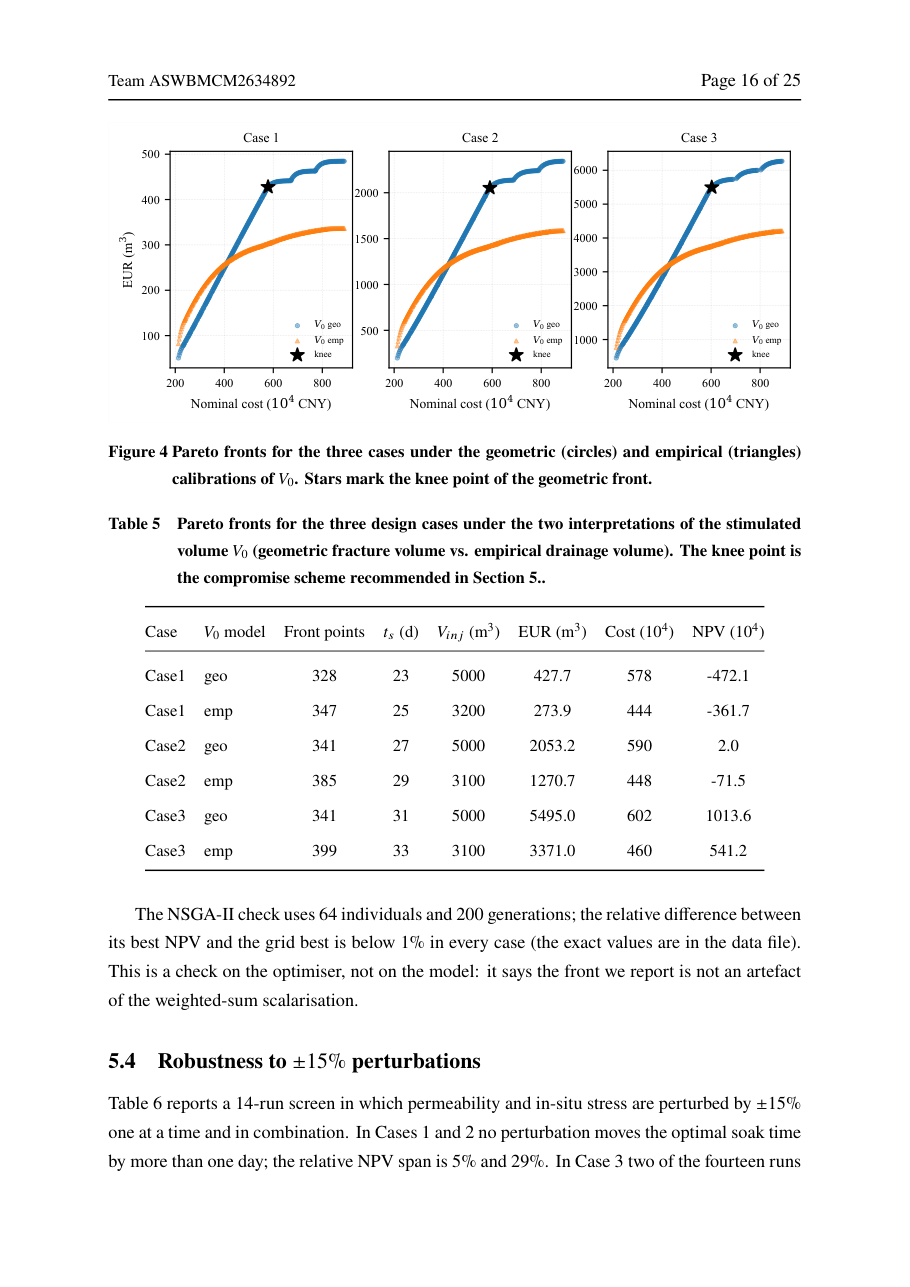 Team ASWBMCM2634892 Page 16 of 25
Case 1 Case 2 Case 3
EUR (m³)
500
400
300
200
100
2000
1500
1000
500
6000
5000
4000
3000
2000
1000
V₀ geo
V₀ emp
knee
V₀ geo
V₀ emp
knee
V₀ geo
V₀ emp
knee
200 400 600 800 200 400 600 800 200 400 600 800
Nominal cost (10⁴ CNY) Nominal cost (10⁴ CNY) Nominal cost (10⁴ CNY)
Figure 4 Pareto fronts for the three cases under the geometric (circles) and empirical (triangles)
calibrations of V₀. Stars mark the knee point of the geometric front.
Table 5 Pareto fronts for the three design cases under the two interpretations of the stimulated
volume V₀ (geometric fracture volume vs. empirical drainage volume). The knee point is
the compromise scheme recommended in Section 5..
Case V₀ model Front points tₛ (d) Vᵢₙⱼ (m³) EUR (m³) Cost (10⁴) NPV (10⁴)
Case1 geo 328 23 5000 427.7 578 -472.1
Case1 emp 347 25 3200 273.9 444 -361.7
Case2 geo 341 27 5000 2053.2 590 2.0
Case2 emp 385 29 3100 1270.7 448 -71.5
Case3 geo 341 31 5000 5495.0 602 1013.6
Case3 emp 399 33 3100 3371.0 460 541.2
The NSGA-II check uses 64 individuals and 200 generations; the relative difference between
its best NPV and the grid best is below 1% in every case (the exact values are in the data file).
This is a check on the optimiser, not on the model: it says the front we report is not an artefact
of the weighted-sum scalarisation.
5.4 Robustness to ±15% perturbations
Table 6 reports a 14-run screen in which permeability and in-situ stress are perturbed by ±15%
one at a time and in combination. In Cases 1 and 2 no perturbation moves the optimal soak time
by more than one day; the relative NPV span is 5% and 29%. In Case 3 two of the fourteen runs